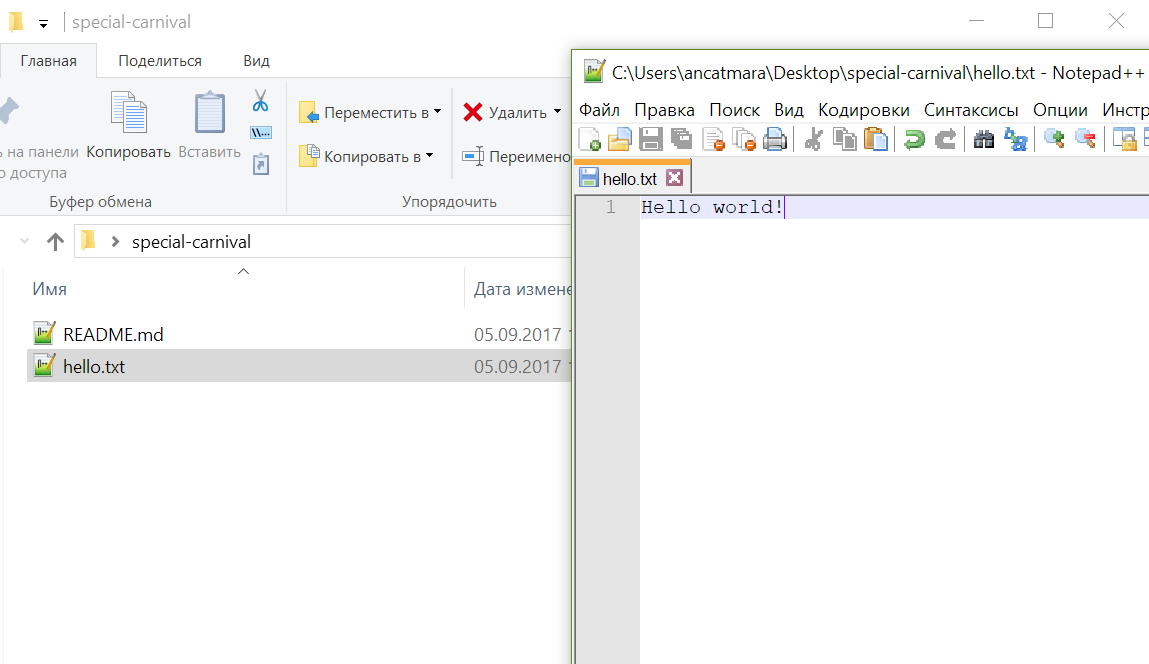 special-carnival
Главная Поделиться Вид
ь на панели
о доступа
Копировать
Вставить
Переместить в
Копировать в
Удалить
Переимено
Буфер обмена
Упорядочить
special-carnival
Имя
Дата измене
README.md
05.09.2017
hello.txt
05.09.2017
C:\Users\ancatmara\Desktop\special-carnival\hello.txt - Notepad++
Файл Правка Поиск Вид Кодировки Синтаксисы Опции Инстр
hello.txt
1 Hello world!